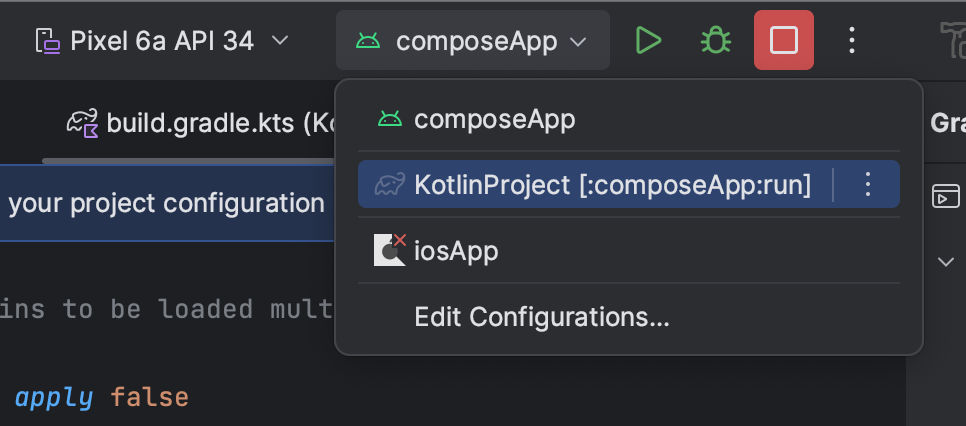 Pixel 6a API 34
composeApp
build.gradle.kts (Ko
composeApp
Gra
KotlinProject [:composeApp:run]
your project configuration
iosApp
ins to be loaded mult
Edit Configurations...
apply false